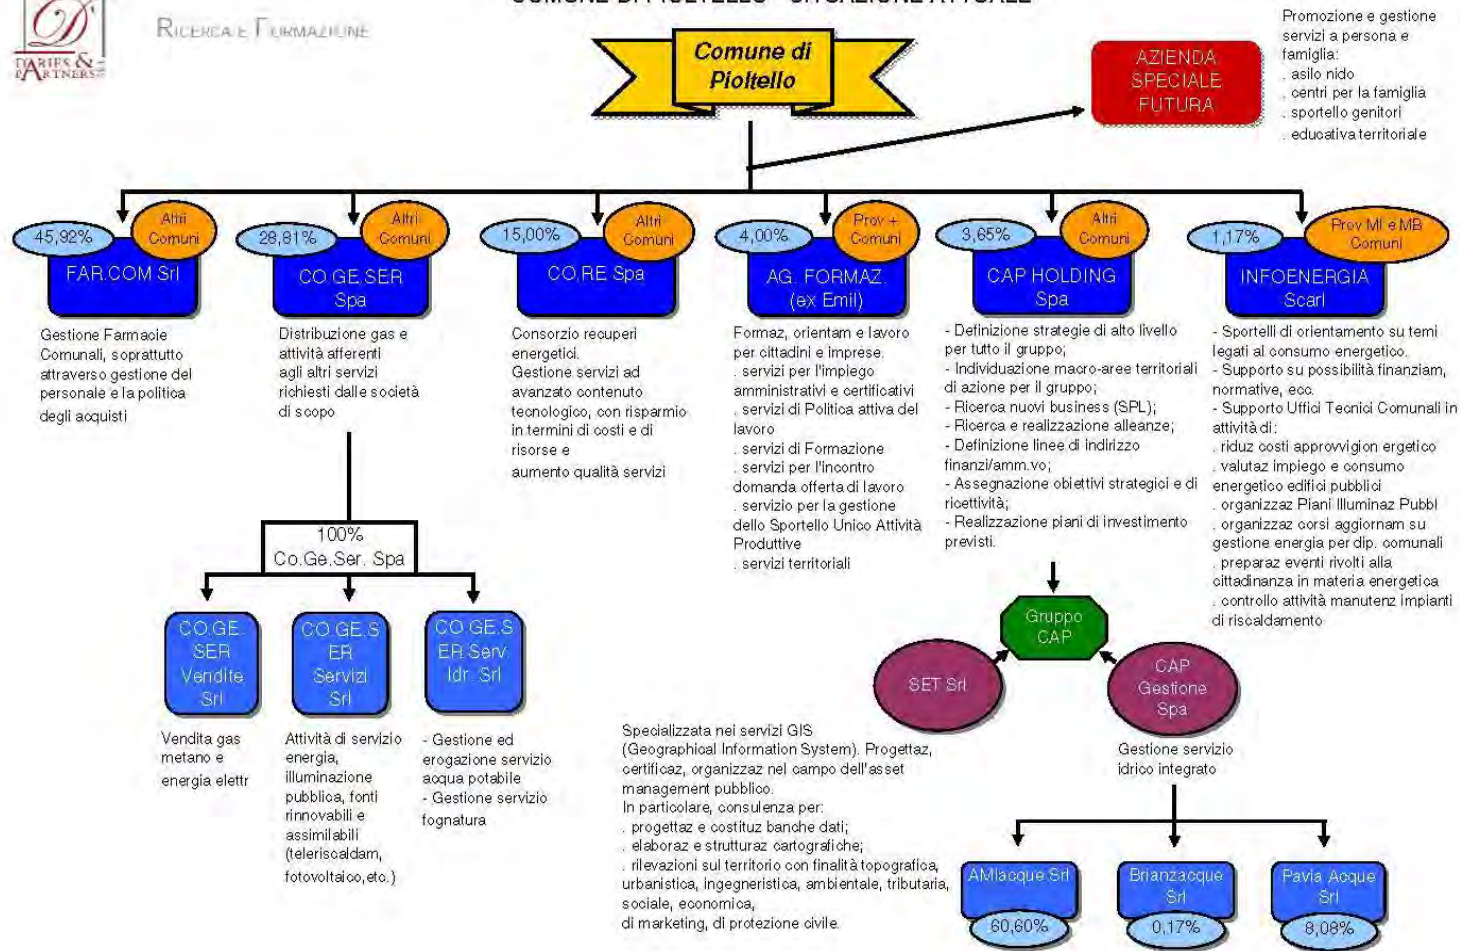 COMUNE DI PIOLTELLO - SITUAZIONE ATTUALE
D'
D'ARIES &
PARTNERS
RICERCA E FORMAZIONE
Comune di
Pioltello
AZIENDA
SPECIALE
FUTURA
Promozione e gestione
servizi a persona e
famiglia:
. asilo nido
. centri per la famiglia
. sportello genitori
. educativa territoriale
45,92%
Altri
Comuni
FAR.COM Srl
28,81%
Altri
Comuni
CO.GE.SER
Spa
15,00%
Altri
Comuni
CO.RE Spa
4,00%
Prov +
Comuni
AG. FORMAZ.
(ex Emil)
3,65%
Altri
Comuni
CAP HOLDING
Spa
1,17%
Prov MI e MB
Comuni
INFOENERGIA
Scarl
Gestione Farmacie
Comunali, soprattutto
attraverso gestione del
personale e la politica
degli acquisti
Distribuzione gas e
attività afferenti
agli altri servizi
richiesti dalle società
di scopo
Consorzio recuperi
energetici.
Gestione servizi ad
avanzato contenuto
tecnologico, con risparmio
in termini di costi e di
risorse e
aumento qualità servizi
Formaz, orientam e lavoro
per cittadini e imprese.
. servizi per l'impiego
amministrativi e certificativi
. servizi di Politica attiva del
lavoro
. servizi di Formazione
. servizi per l'incontro
domanda offerta di lavoro
. servizio per la gestione
dello Sportello Unico Attività
Produttive
. servizi territoriali
- Definizione strategie di alto livello
per tutto il gruppo;
- Individuazione macro-aree territoriali
di azione per il gruppo;
- Ricerca nuovi business (SPL);
- Ricerca e realizzazione alleanze;
- Definizione linee di indirizzo
finanzi/amm.vo;
- Assegnazione obiettivi strategici e di
ricettività;
- Realizzazione piani di investimento
previsti.
- Sportelli di orientamento su temi
legati al consumo energetico.
- Supporto su possibilità finanziam,
normative, ecc.
- Supporto Uffici Tecnici Comunali in
attività di:
. riduz costi approvvigion ergetico
. valutaz impiego e consumo
energetico edifici pubblici
. organizzaz Piani Illuminaz Pubbl
. organizzaz corsi aggiornam su
gestione energia per dip. comunali
. preparaz eventi rivolti alla
cittadinanza in materia energetica
. controllo attività manutenz impianti
di riscaldamento
100%
Co.Ge.Ser. Spa
CO.GE.
SER
Vendite
Srl
CO.GE.S
ER
Servizi
Srl
CO.GE.S
ER Serv.
Idr. Srl
Vendita gas
metano e
energia elettr
Attività di servizio
energia,
illuminazione
pubblica, fonti
rinnovabili e
assimilabili
(teleriscaldam,
fotovoltaico,etc.)
- Gestione ed
erogazione servizio
acqua potabile
- Gestione servizio
fognatura
Gruppo
CAP
SET Srl
CAP
Gestione
Spa
Specializzata nei servizi GIS
(Geographical Information System). Progettaz,
certificaz, organizzaz nel campo dell'asset
management pubblico.
In particolare, consulenza per:
. progettaz e costituz banche dati;
. elaboraz e strutturaz cartografiche;
. rilevazioni sul territorio con finalità topografica,
urbanistica, ingegneristica, ambientale, tributaria,
sociale, economica,
di marketing, di protezione civile.
Gestione servizio
idrico integrato
AMIacque Srl
60,60%
Brianzacque
Srl
0,17%
Pavia Acque
Srl
8,08%